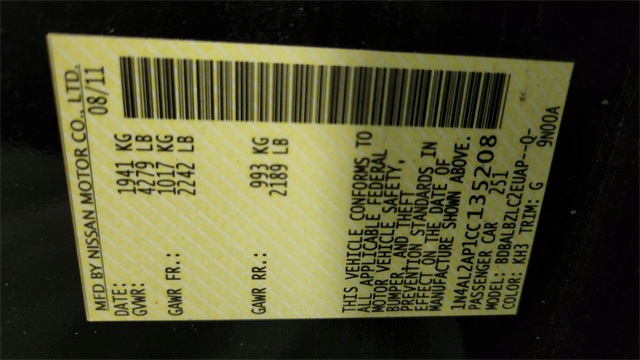 MFD BY NISSAN MOTOR CO., LTD.
DATE: 08/11
GVWR: 1941 KG
4279 LB
GAWR FR.: 1017 KG
2242 LB
GAWR RR.: 993 KG
2189 LB
THIS VEHICLE CONFORMS TO
ALL APPLICABLE FEDERAL
MOTOR VEHICLE SAFETY,
BUMPER, AND THEFT
PREVENTION STANDARDS IN
EFFECT ON THE DATE OF
MANUFACTURE SHOWN ABOVE.
1N4AL2AP1CC135208
PASSENGER CAR 251
MODEL: BDBALBZLC2EUAP--O-
COLOR: KH3 TRIM: G 9N00A